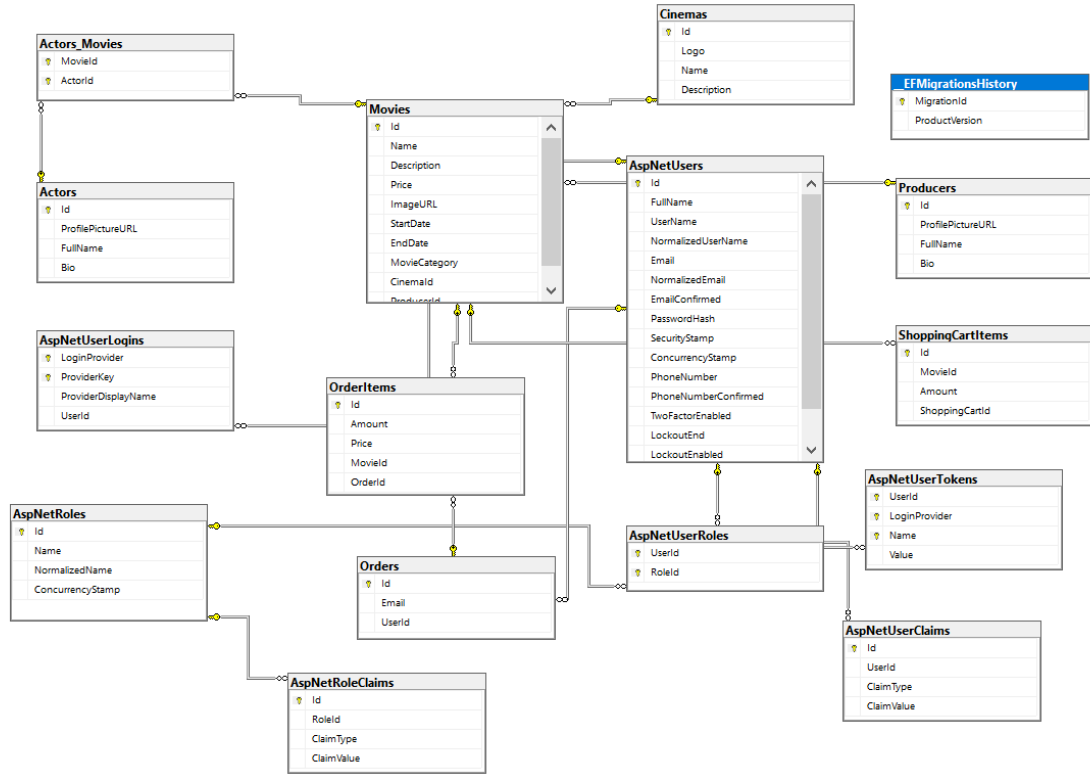 Cinemas
Id
Logo
Name
Description
Actors_Movies
MovieId
ActorId
_EFMigrationsHistory
MigrationId
ProductVersion
Movies
Id
Name
Description
Price
ImageURL
StartDate
EndDate
MovieCategory
CinemaId
ProducerId
AspNetUsers
Id
FullName
UserName
NormalizedUserName
Email
NormalizedEmail
EmailConfirmed
PasswordHash
SecurityStamp
ConcurrencyStamp
PhoneNumber
PhoneNumberConfirmed
TwoFactorEnabled
LockoutEnd
LockoutEnabled
Actors
Id
ProfilePictureURL
FullName
Bio
Producers
Id
ProfilePictureURL
FullName
Bio
AspNetUserLogins
LoginProvider
ProviderKey
ProviderDisplayName
UserId
ShoppingCartItems
Id
MovieId
Amount
ShoppingCartId
OrderItems
Id
Amount
Price
MovieId
OrderId
AspNetUserTokens
UserId
LoginProvider
Name
Value
AspNetRoles
Id
Name
NormalizedName
ConcurrencyStamp
AspNetUserRoles
UserId
RoleId
Orders
Id
Email
UserId
AspNetUserClaims
Id
UserId
ClaimType
ClaimValue
AspNetRoleClaims
Id
RoleId
ClaimType
ClaimValue